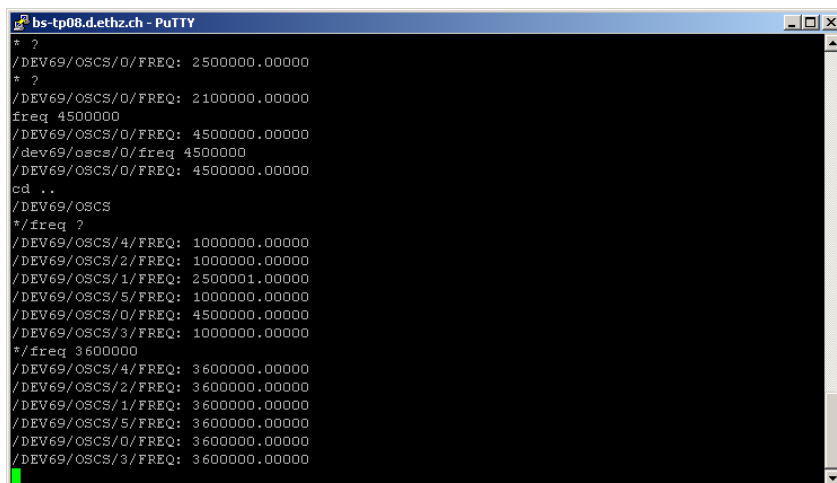 bs-tp08.d.ethz.ch - PuTTY
* ?
/DEV69/OSCS/0/FREQ: 2500000.00000
* ?
/DEV69/OSCS/0/FREQ: 2100000.00000
freq 4500000
/DEV69/OSCS/0/FREQ: 4500000.00000
/dev69/oscs/0/freq 4500000
/DEV69/OSCS/0/FREQ: 4500000.00000
cd ..
/DEV69/OSCS
*/freq ?
/DEV69/OSCS/4/FREQ: 1000000.00000
/DEV69/OSCS/2/FREQ: 1000000.00000
/DEV69/OSCS/1/FREQ: 2500001.00000
/DEV69/OSCS/5/FREQ: 1000000.00000
/DEV69/OSCS/0/FREQ: 4500000.00000
/DEV69/OSCS/3/FREQ: 1000000.00000
*/freq 3600000
/DEV69/OSCS/4/FREQ: 3600000.00000
/DEV69/OSCS/2/FREQ: 3600000.00000
/DEV69/OSCS/1/FREQ: 3600000.00000
/DEV69/OSCS/5/FREQ: 3600000.00000
/DEV69/OSCS/0/FREQ: 3600000.00000
/DEV69/OSCS/3/FREQ: 3600000.00000